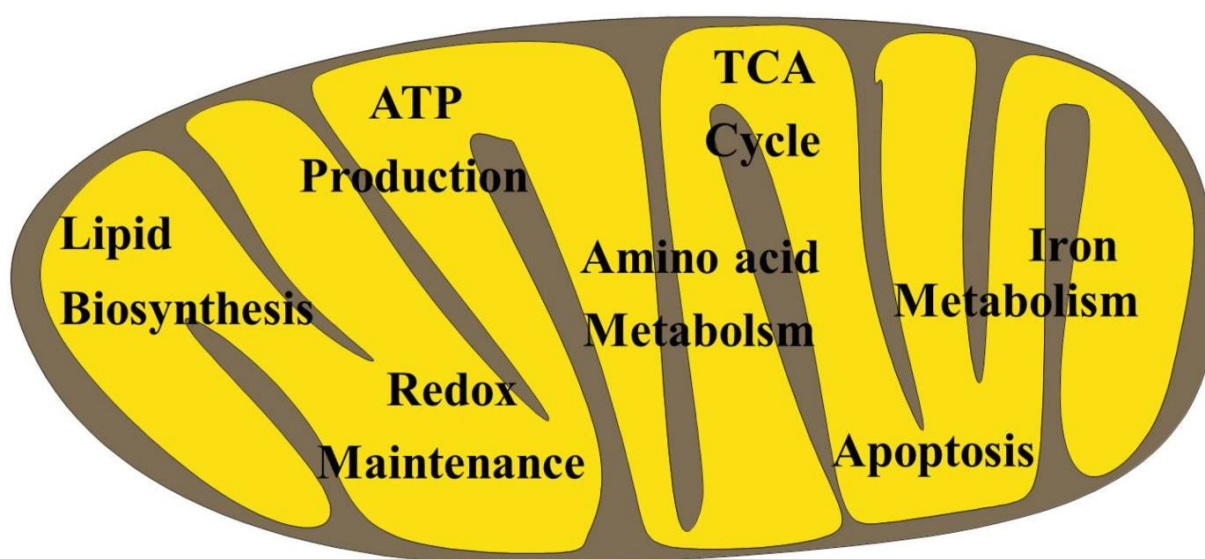 Lipid
Biosynthesis
ATP
Production
Redox
Maintenance
Amino acid
Metabolsm
TCA
Cycle
Apoptosis
Iron
Metabolism